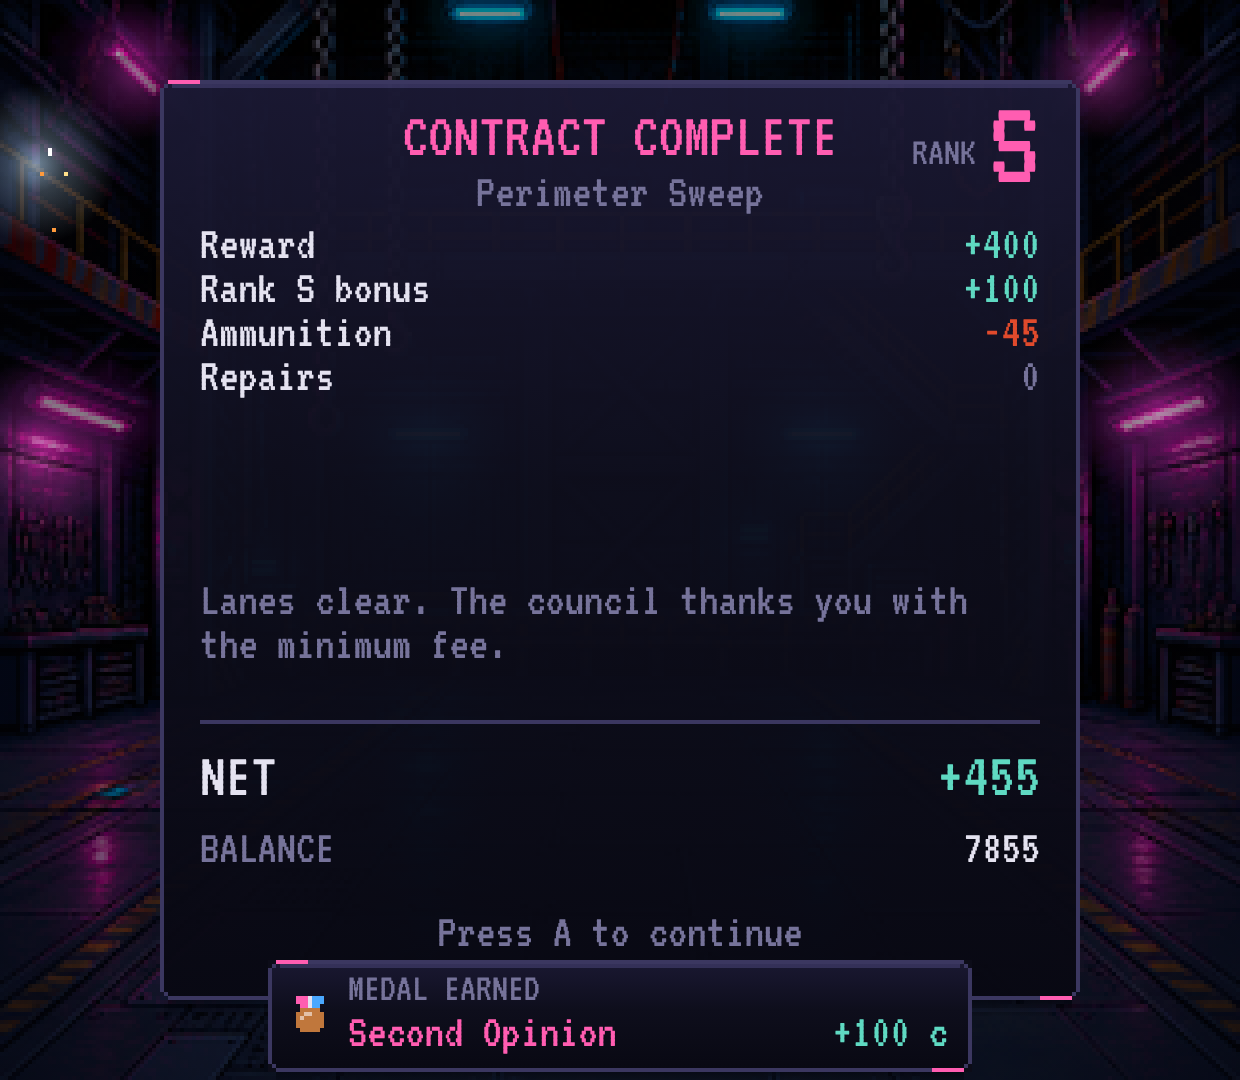 CONTRACT COMPLETE
RANK S
Perimeter Sweep
Reward +400
Rank S bonus +100
Ammunition -45
Repairs 0
Lanes clear. The council thanks you with
the minimum fee.
NET +455
BALANCE 7855
Press A to continue
MEDAL EARNED
Second Opinion +100 c